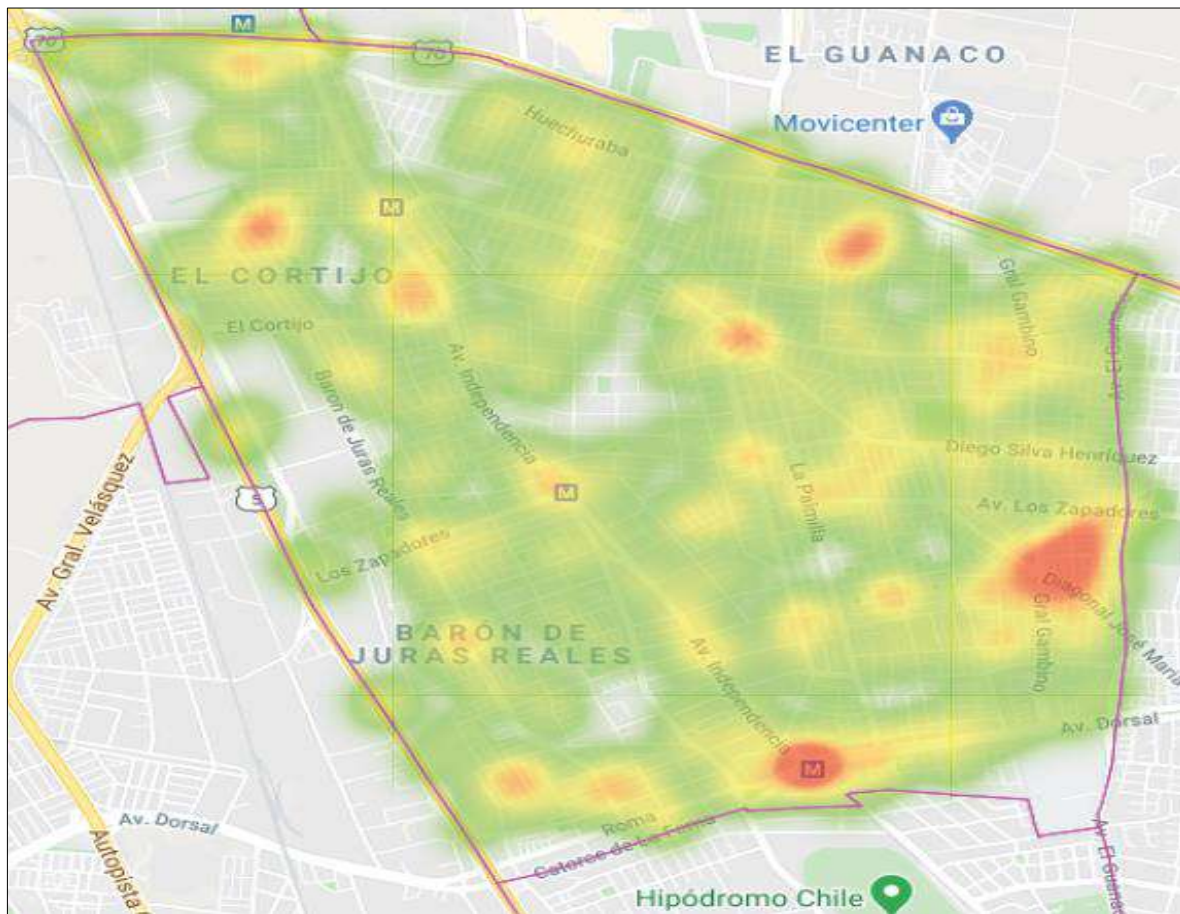 70
M
70
EL GUANACO
Movicenter
Huechuraba
M
EL CORTIJO
Gral Gambino
El Cortijo
Av. Independencia
Baron de Juras Reales
Diego Silva Henríquez
La Palmilla
M
5
Av. Los Zapadores
Av. Gral. Velásquez
Los Zapadores
Diagonal José María
Gral Gambino
BARÓN DE
JURAS REALES
Av. Independencia
Av. Dorsal
M
Av. Dorsal
Roma
Autopista
Hipódromo Chile